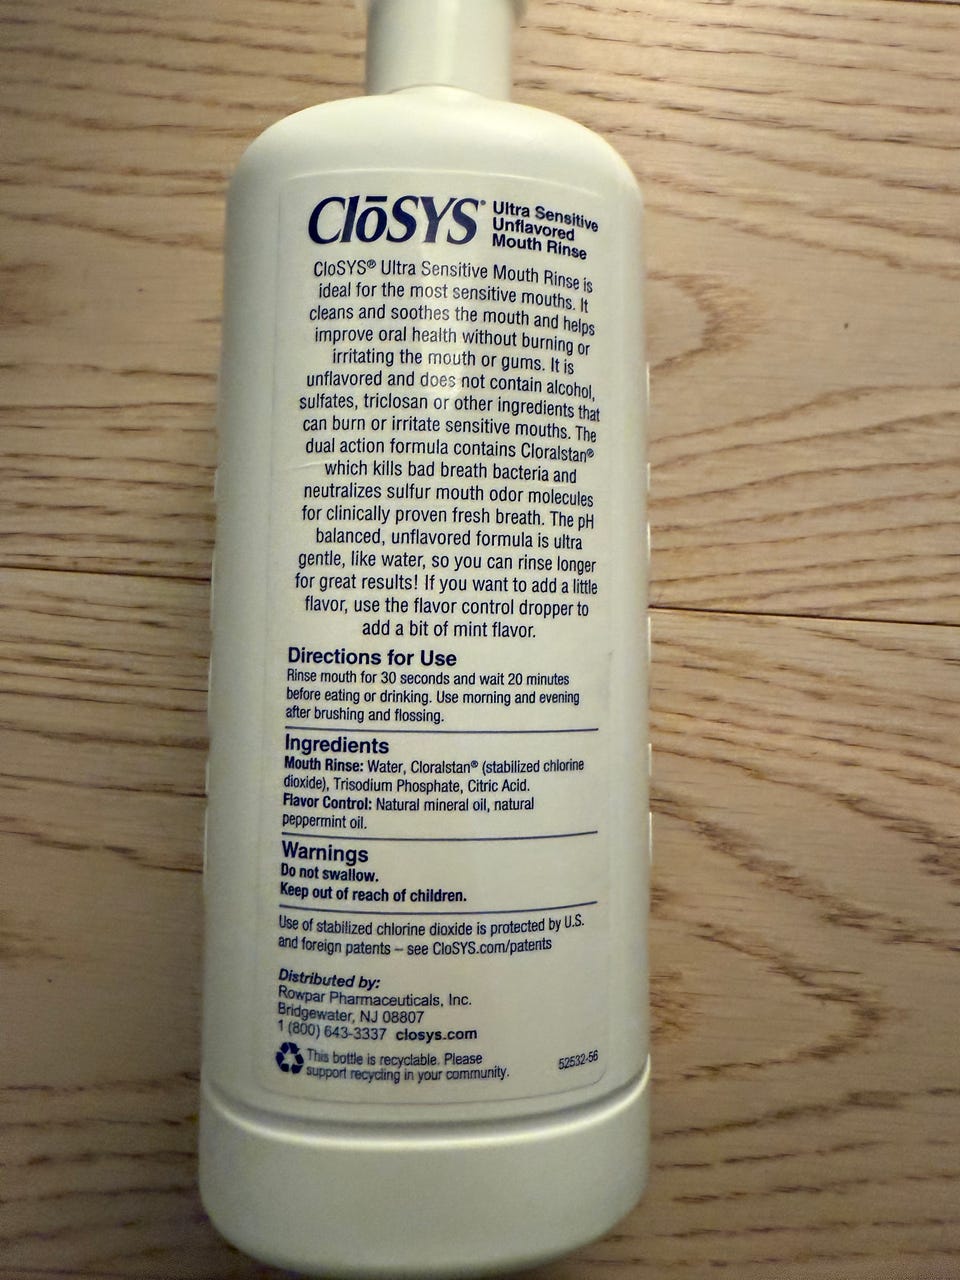 ClōSYS® Ultra Sensitive
Unflavored
Mouth Rinse
CloSYS® Ultra Sensitive Mouth Rinse is
ideal for the most sensitive mouths. It
cleans and soothes the mouth and helps
improve oral health without burning or
irritating the mouth or gums. It is
unflavored and does not contain alcohol,
sulfates, triclosan or other ingredients that
can burn or irritate sensitive mouths. The
dual action formula contains Cloralstan®
which kills bad breath bacteria and
neutralizes sulfur mouth odor molecules
for clinically proven fresh breath. The pH
balanced, unflavored formula is ultra
gentle, like water, so you can rinse longer
for great results! If you want to add a little
flavor, use the flavor control dropper to
add a bit of mint flavor.
Directions for Use
Rinse mouth for 30 seconds and wait 20 minutes
before eating or drinking. Use morning and evening
after brushing and flossing.
Ingredients
Mouth Rinse: Water, Cloralstan® (stabilized chlorine
dioxide), Trisodium Phosphate, Citric Acid.
Flavor Control: Natural mineral oil, natural
peppermint oil.
Warnings
Do not swallow.
Keep out of reach of children.
Use of stabilized chlorine dioxide is protected by U.S.
and foreign patents – see CloSYS.com/patents
Distributed by:
Rowpar Pharmaceuticals, Inc.
Bridgewater, NJ 08807
1 (800) 643-3337 closys.com
This bottle is recyclable. Please
support recycling in your community.
52532-56